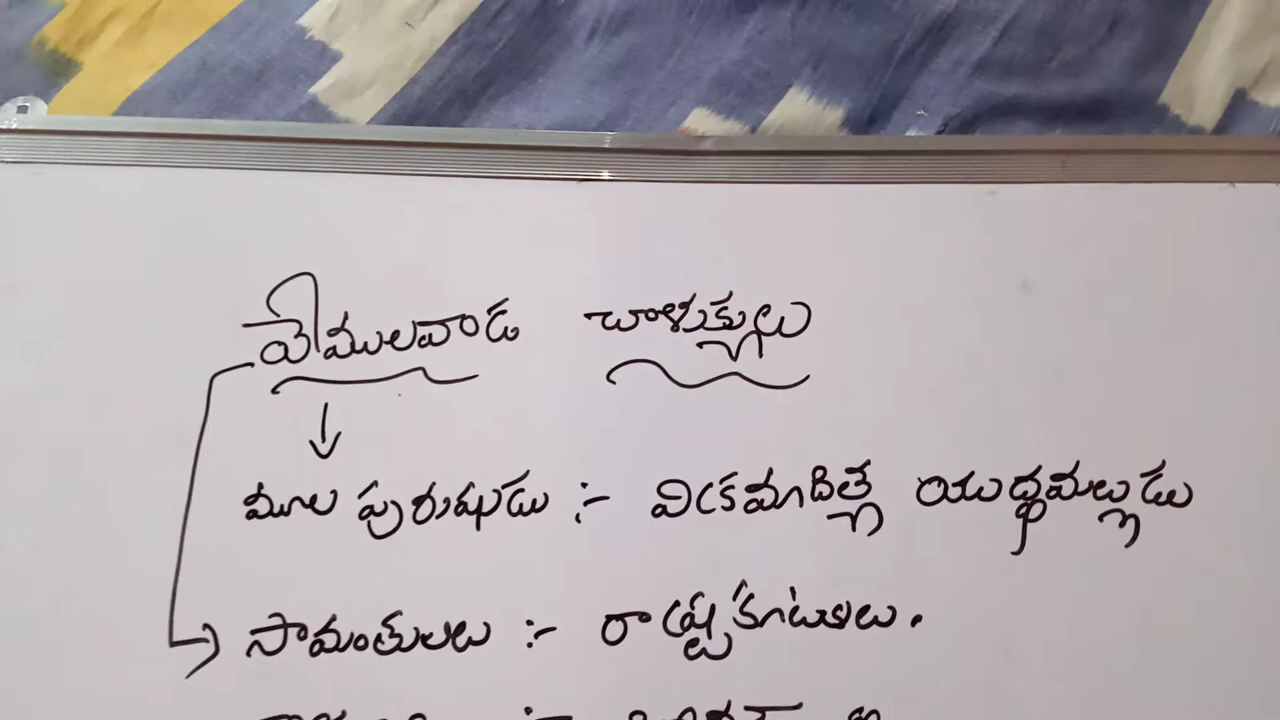 వేములవాడ చాళుక్యులు
మూల పురుషుడు :- వికమాదిత్య యుద్ధమల్లుడు
సామంతులు :- రాష్ట్రకూటులు.